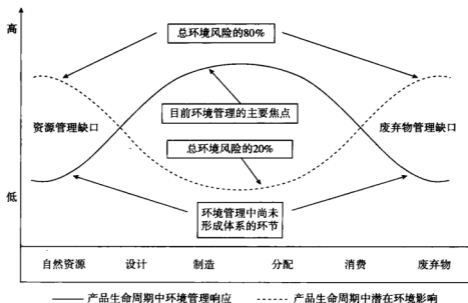 高
总环境风险的80%
目前环境管理的主要焦点
资源管理缺口
废弃物管理缺口
总环境风险的20%
低
环境管理中尚未
形成体系的环节
自然资源 设计 制造 分配 消费 废弃物
产品生命周期中环境管理响应 产品生命周期中潜在环境影响